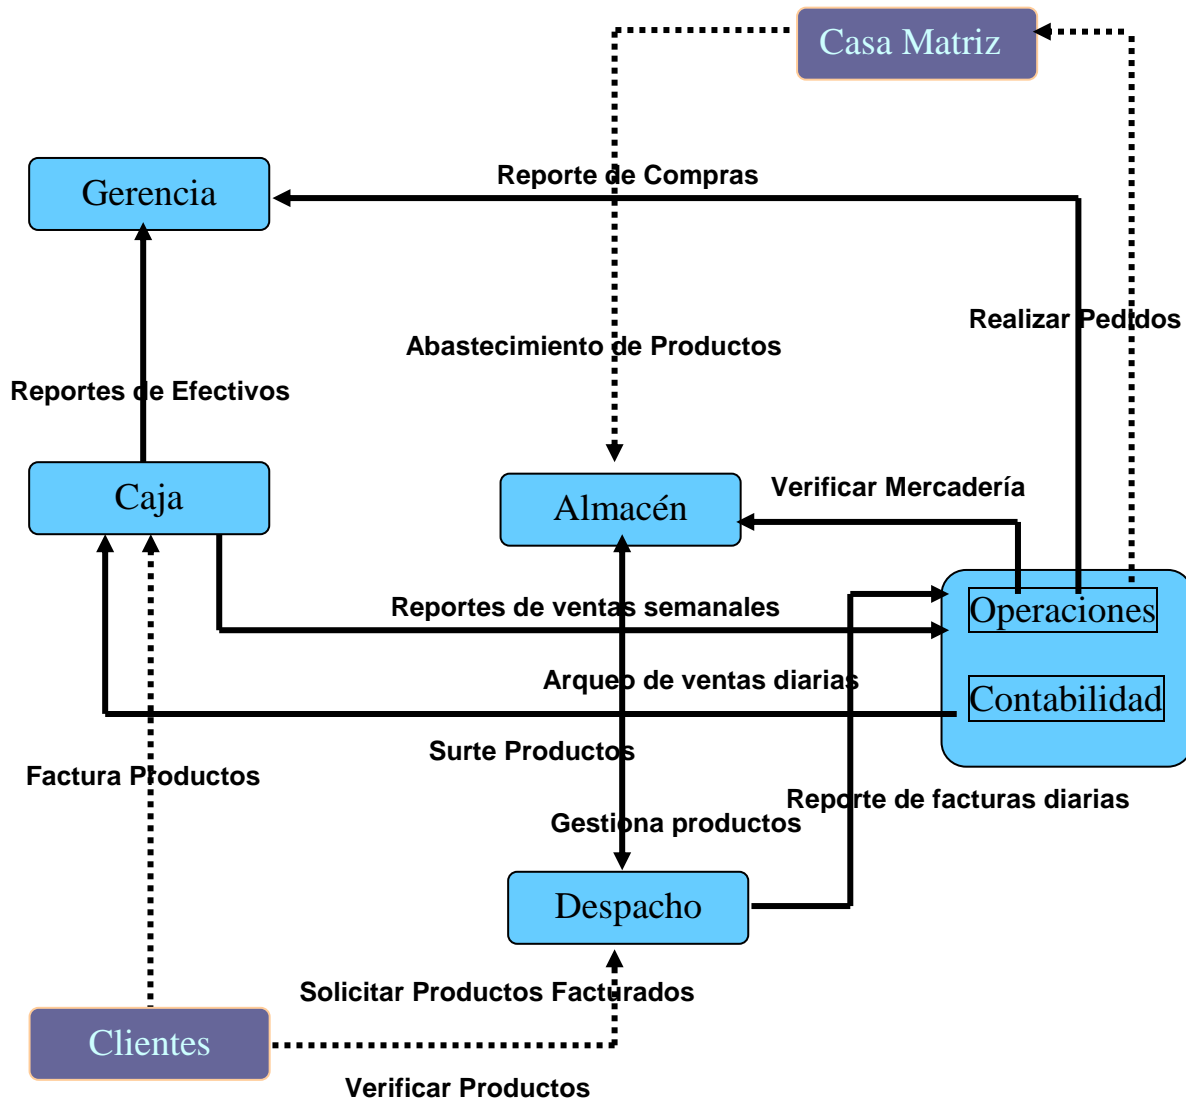 Casa Matriz
Reporte de Compras
Gerencia
Realizar Pedidos
Abastecimiento de Productos
Reportes de Efectivos
Caja
Almacén
Verificar Mercadería
Reportes de ventas semanales
Operaciones
Arqueo de ventas diarias
Contabilidad
Surte Productos
Factura Productos
Reporte de facturas diarias
Gestiona productos
Despacho
Solicitar Productos Facturados
Clientes
Verificar Productos